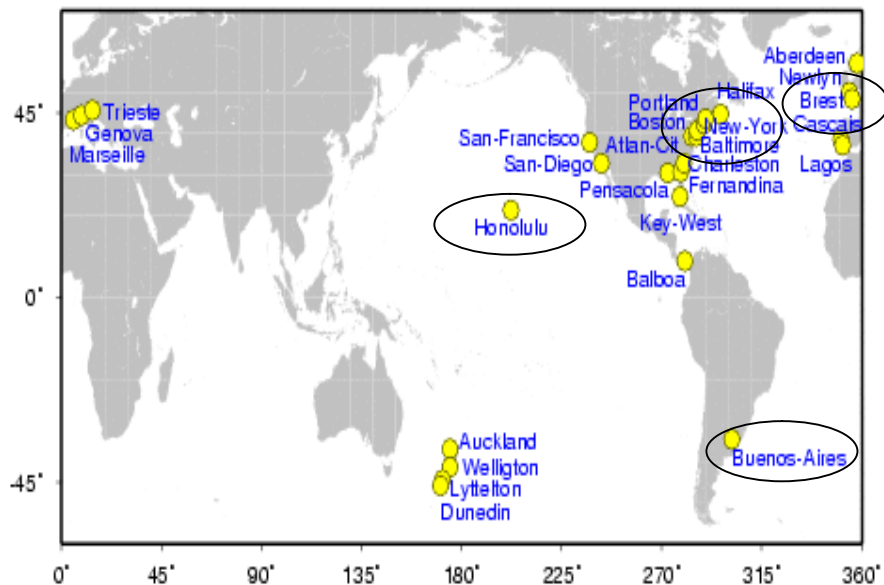 Aberdeen
Newlyn
Halifax
Brest
Portland
45°
Trieste
Boson
New-York
Cascais
Genova
San-Francisco
Atlan-Cit
Baltimore
Marseille
San-Diego
Charleston
Lagos
Pensacola
Fernandina
Honolulu
Key-West
Balboa
0°
Auckland
Buenos-Aires
Welligton
-45°
Lyttelton
Dunedin
0° 45° 90° 135° 180° 225° 270° 315° 360°